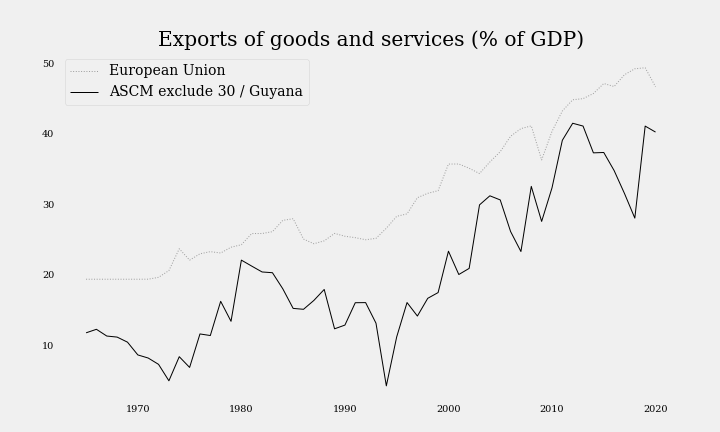 Exports of goods and services (% of GDP)
European Union
ASCM exclude 30 / Guyana
50
40
30
20
10
1970 1980 1990 2000 2010 2020